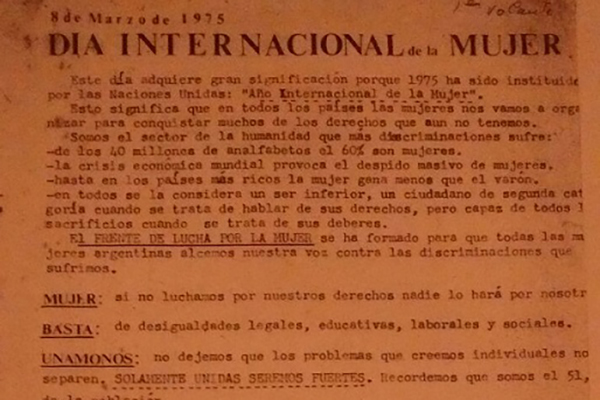 1er volante
8 de Marzo de 1975
DIA INTERNACIONAL de la MUJER
Este día adquiere gran significación porque 1975 ha sido instituid
por las Naciones Unidas: "Año Internacional de la Mujer".
Esto significa que en todos los países las mujeres nos vamos a orga
nizar para conquistar muchos de los derechos que aun no tenemos.
Somos el sector de la humanidad que más discriminaciones sufre:
-de los 40 millones de analfabetos el 60% son mujeres.
-la crisis económica mundial provoca el despido masivo de mujeres.
-hasta en los países más ricos la mujer gana menos que el varón.
-en todos se la considera un ser inferior, un ciudadano de segunda cat
goría cuando se trata de hablar de sus derechos, pero capaz de todos l
sacrificios cuando se trata de sus deberes.
El FRENTE DE LUCHA POR LA MUJER se ha formado para que todas las mu
jeres argentinas alcemos nuestra voz contra las discriminaciones que
sufrimos.
MUJER: si no luchamos por nuestros derechos nadie lo hará por nosotr
BASTA: de desigualdades legales, educativas, laborales y sociales.
UNAMONOS: no dejemos que los problemas que creemos individuales no
separen. SOLAMENTE UNIDAS SEREMOS FUERTES. Recordemos que somos el 51,
de la población